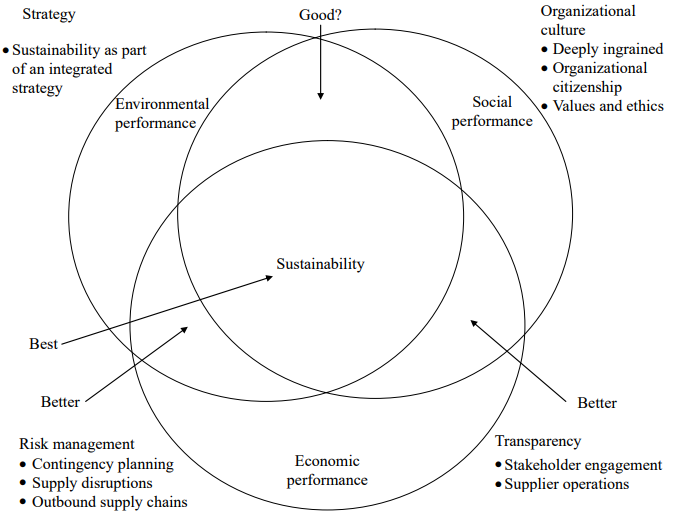 Strategy
• Sustainability as part
of an integrated
strategy
Good?
Organizational
culture
• Deeply ingrained
• Organizational
citizenship
• Values and ethics
Environmental
performance
Social
performance
Sustainability
Best
Better
Better
Risk management
• Contingency planning
• Supply disruptions
• Outbound supply chains
Economic
performance
Transparency
• Stakeholder engagement
• Supplier operations